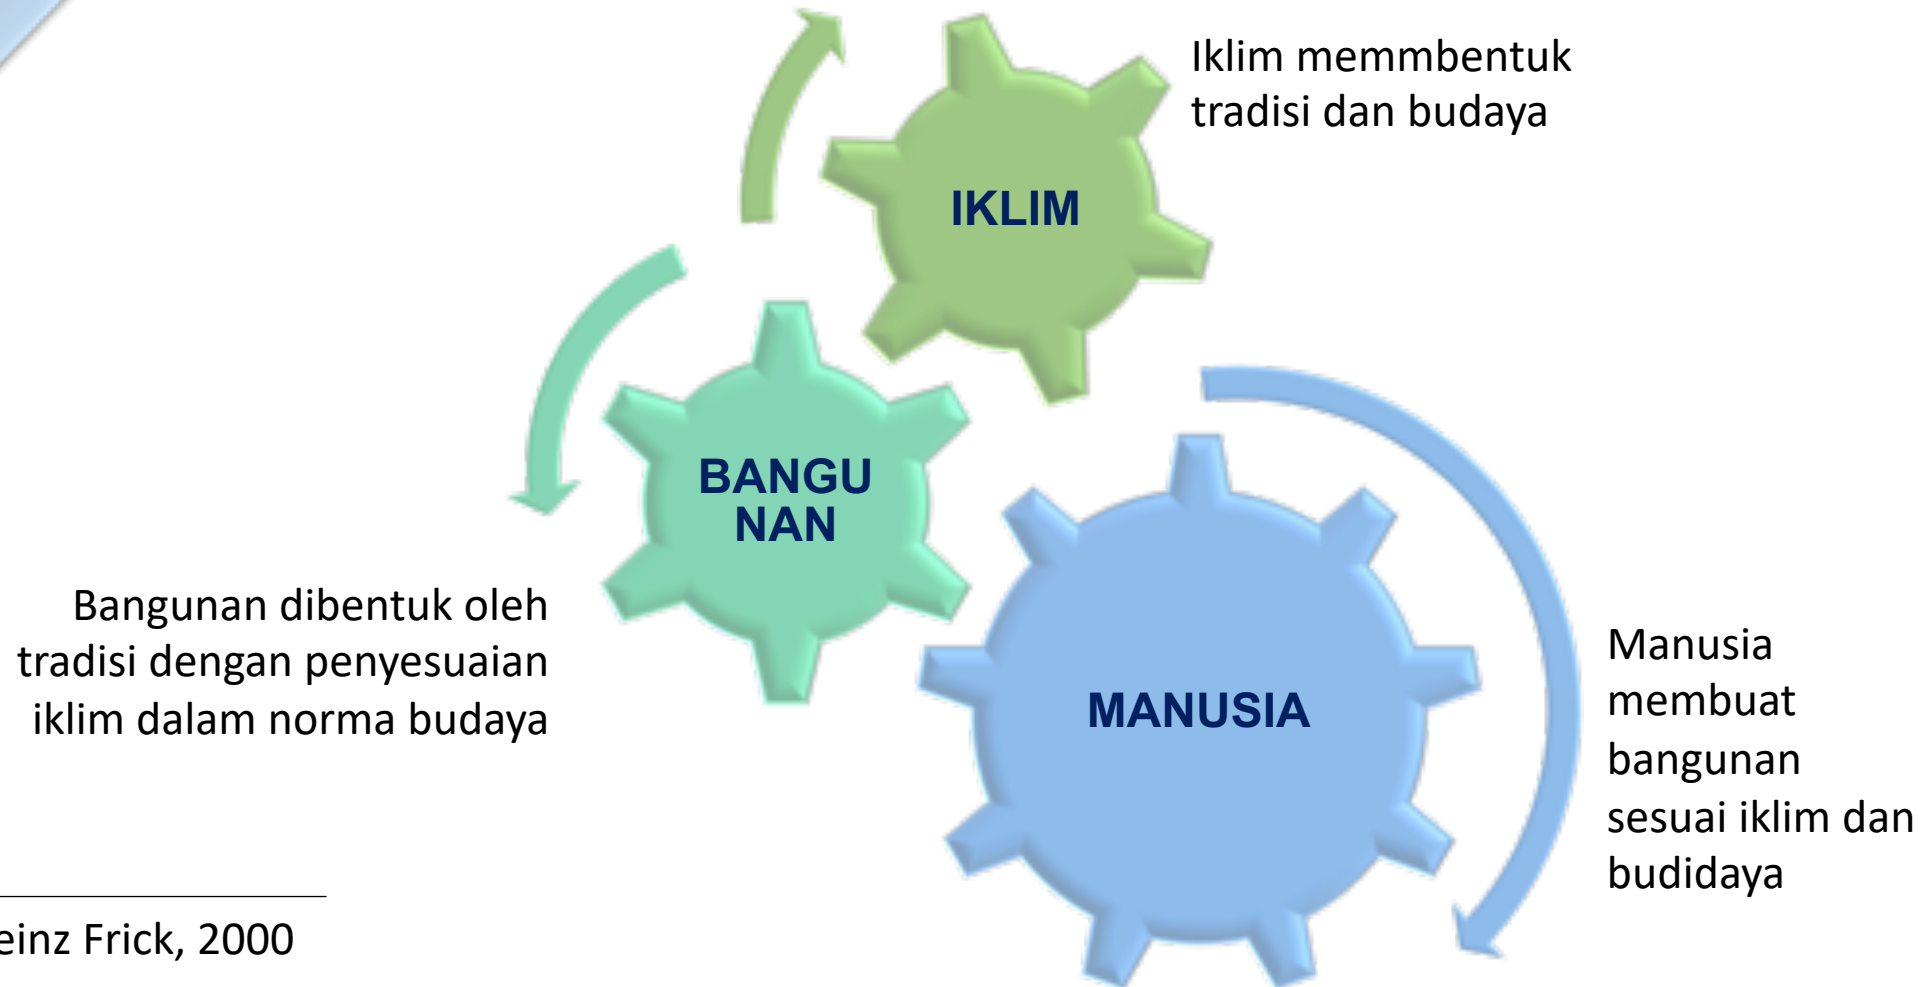 Iklim memmbentuk
tradisi dan budaya
IKLIM
BANGU
NAN
Bangunan dibentuk oleh
tradisi dengan penyesuaian
iklim dalam norma budaya
MANUSIA
Manusia
membuat
bangunan
sesuai iklim dan
budidaya
einz Frick, 2000